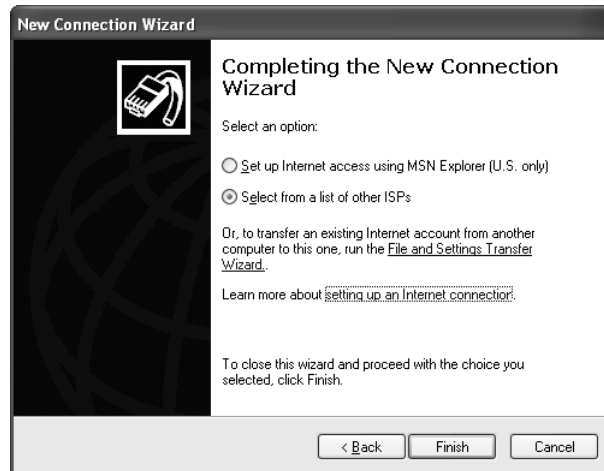 New Connection Wizard
Completing the New Connection
Wizard
Select an option:
Set up Internet access using MSN Explorer (U.S. only)
Select from a list of other ISPs
Or, to transfer an existing Internet account from another
computer to this one, run the File and Settings Transfer
Wizard..
Learn more about setting up an Internet connection.
To close this wizard and proceed with the choice you
selected, click Finish.
< Back Finish Cancel